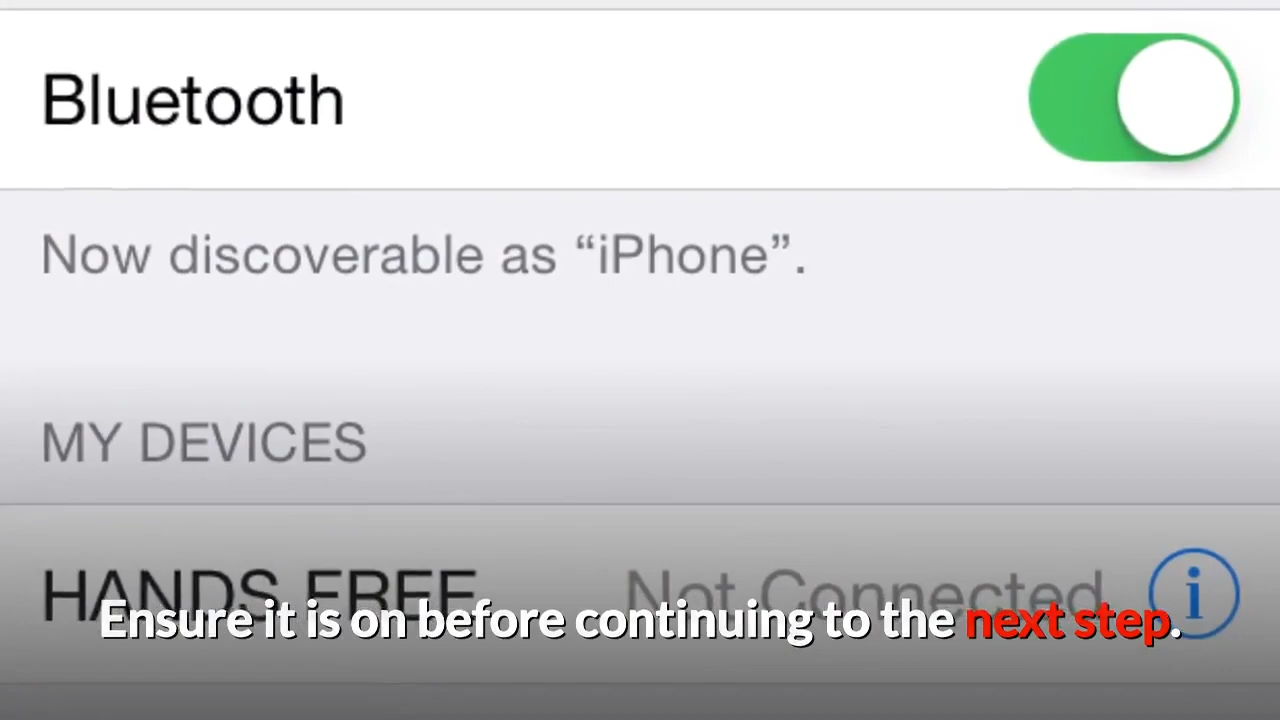 Bluetooth
Now discoverable as “iPhone”.
MY DEVICES
HANDS FREE Not Connected i
Ensure it is on before continuing to the next step.